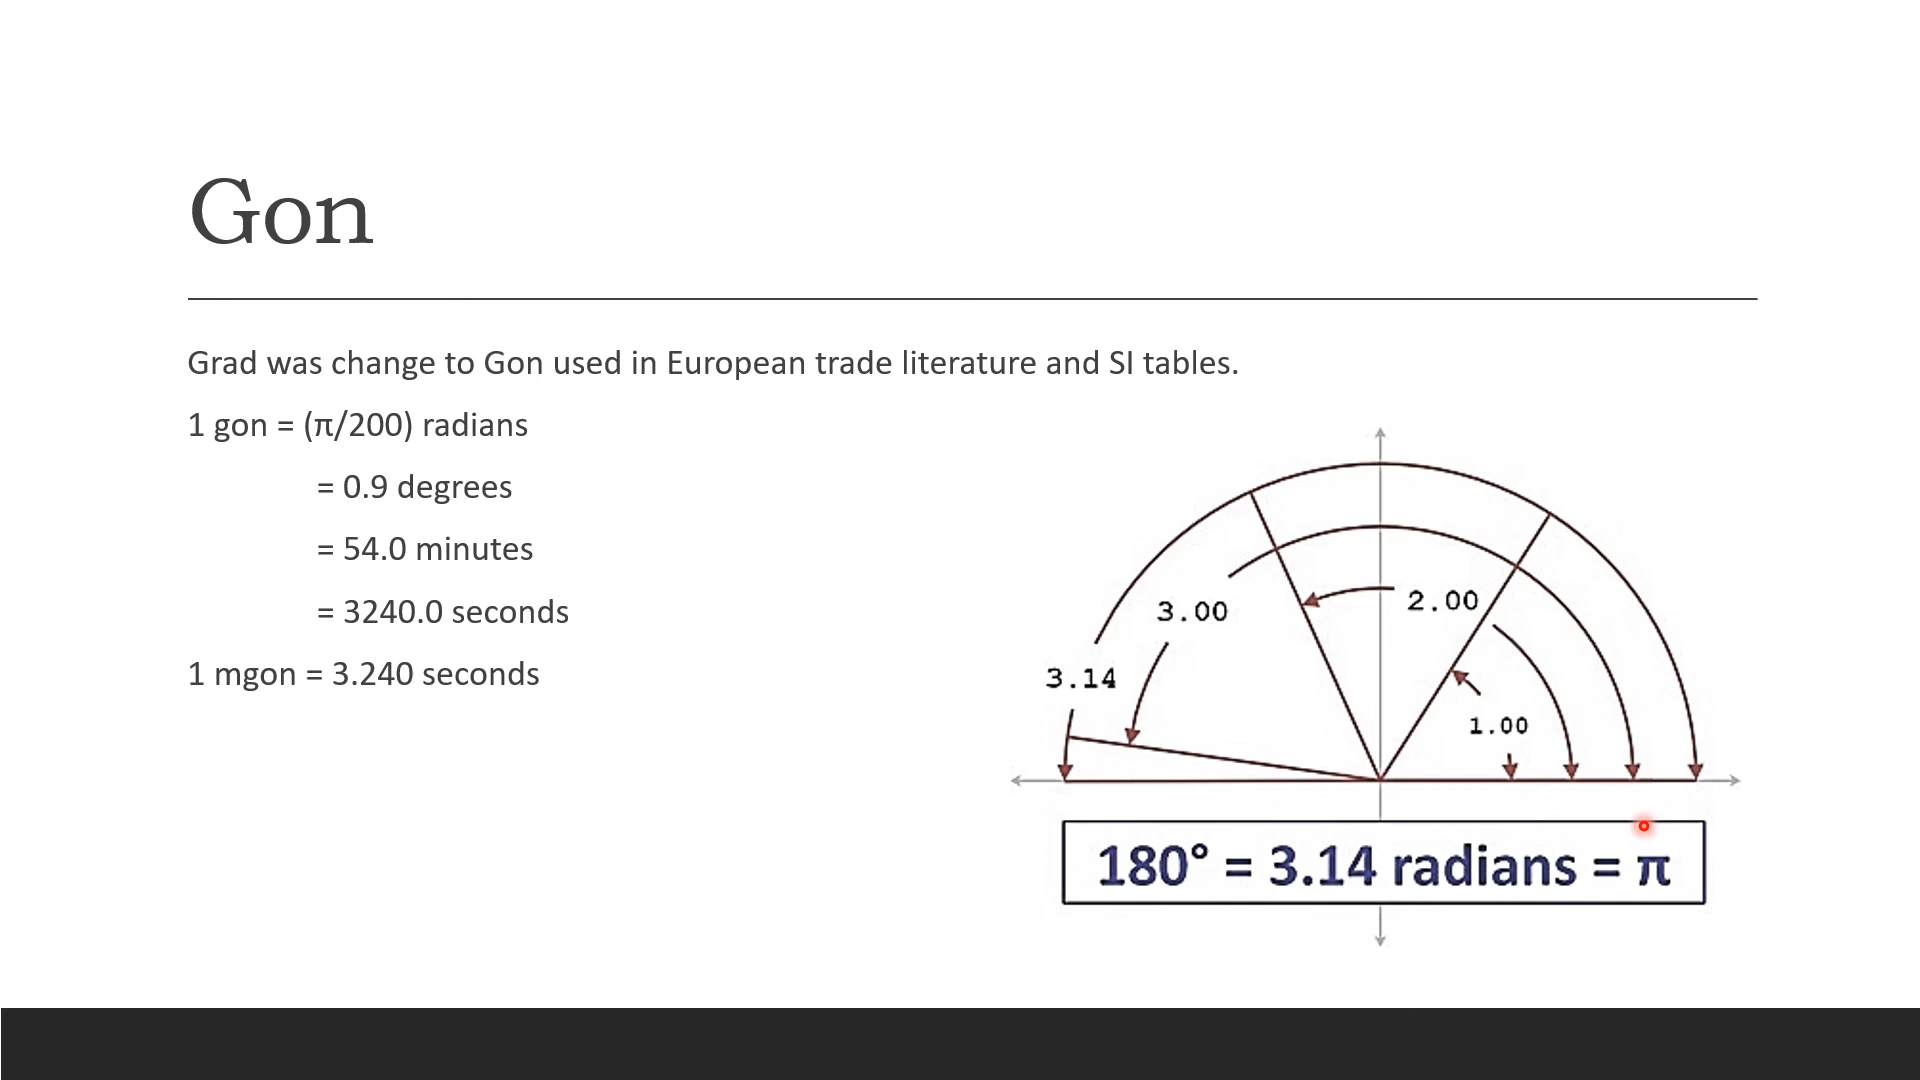 Gon
Grad was change to Gon used in European trade literature and SI tables.
1 gon = (π/200) radians
= 0.9 degrees
= 54.0 minutes
= 3240.0 seconds
1 mgon = 3.240 seconds
2.00
3.00
3.14
1.00
180° = 3.14 radians = π